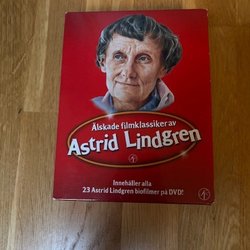 Älskade filmklassiker av
Astrid Lindgren
Innehåller alla
23 Astrid Lindgren biofilmer på DVD!